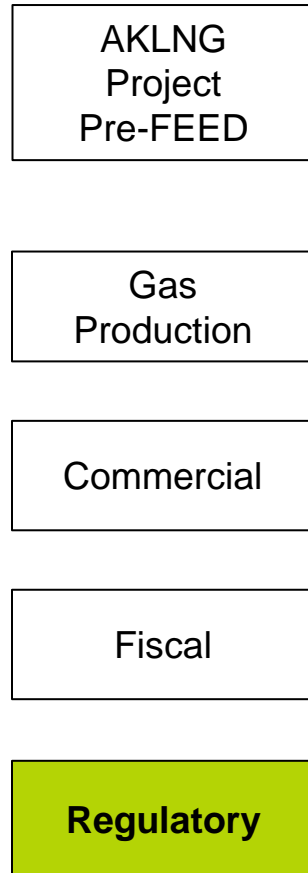 AKLNG
Project
Pre-FEED
Gas
Production
Commercial
Fiscal
Regulatory